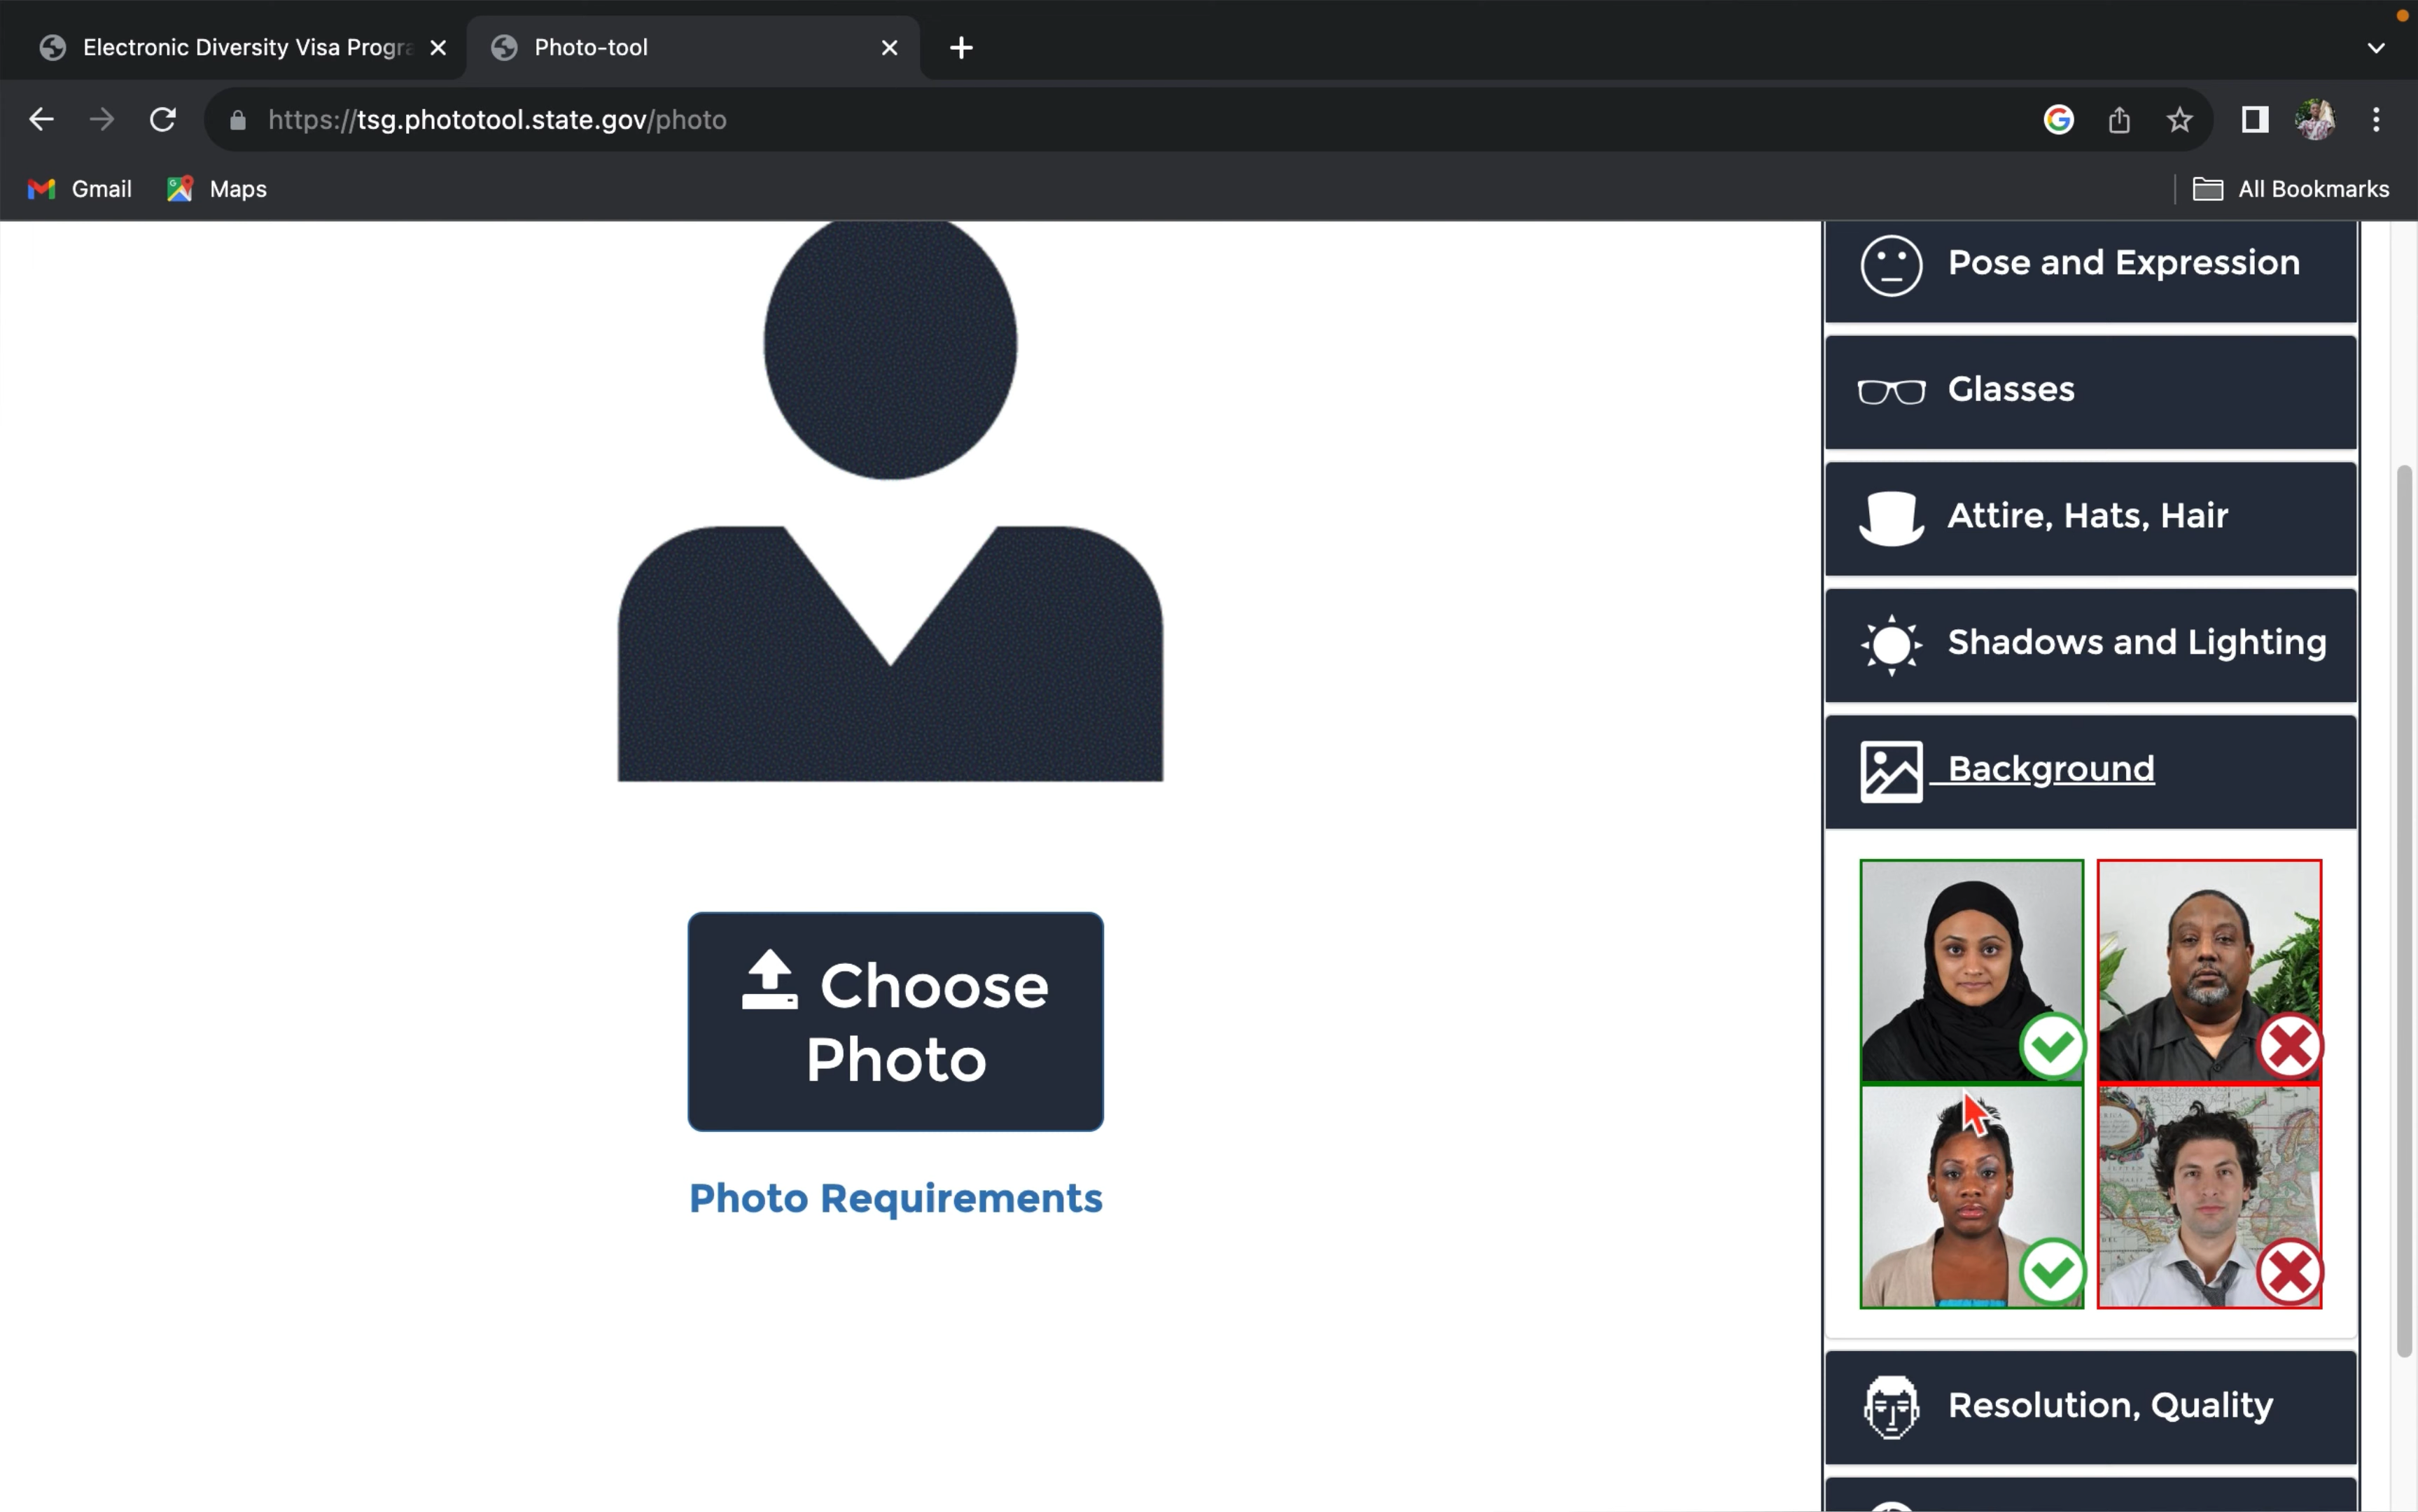 Electronic Diversity Visa Progra
Photo-tool
https://tsg.phototool.state.gov/photo
Gmail
Maps
All Bookmarks
Choose
Photo
Photo Requirements
Pose and Expression
Glasses
Attire, Hats, Hair
Shadows and Lighting
Background
Resolution, Quality